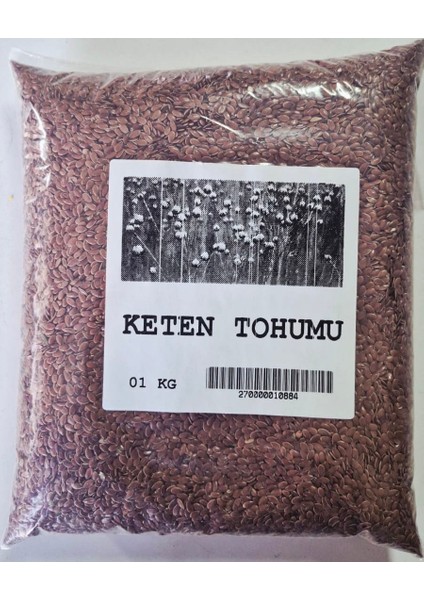 KETEN TOHUMU
01 KG
270000010884